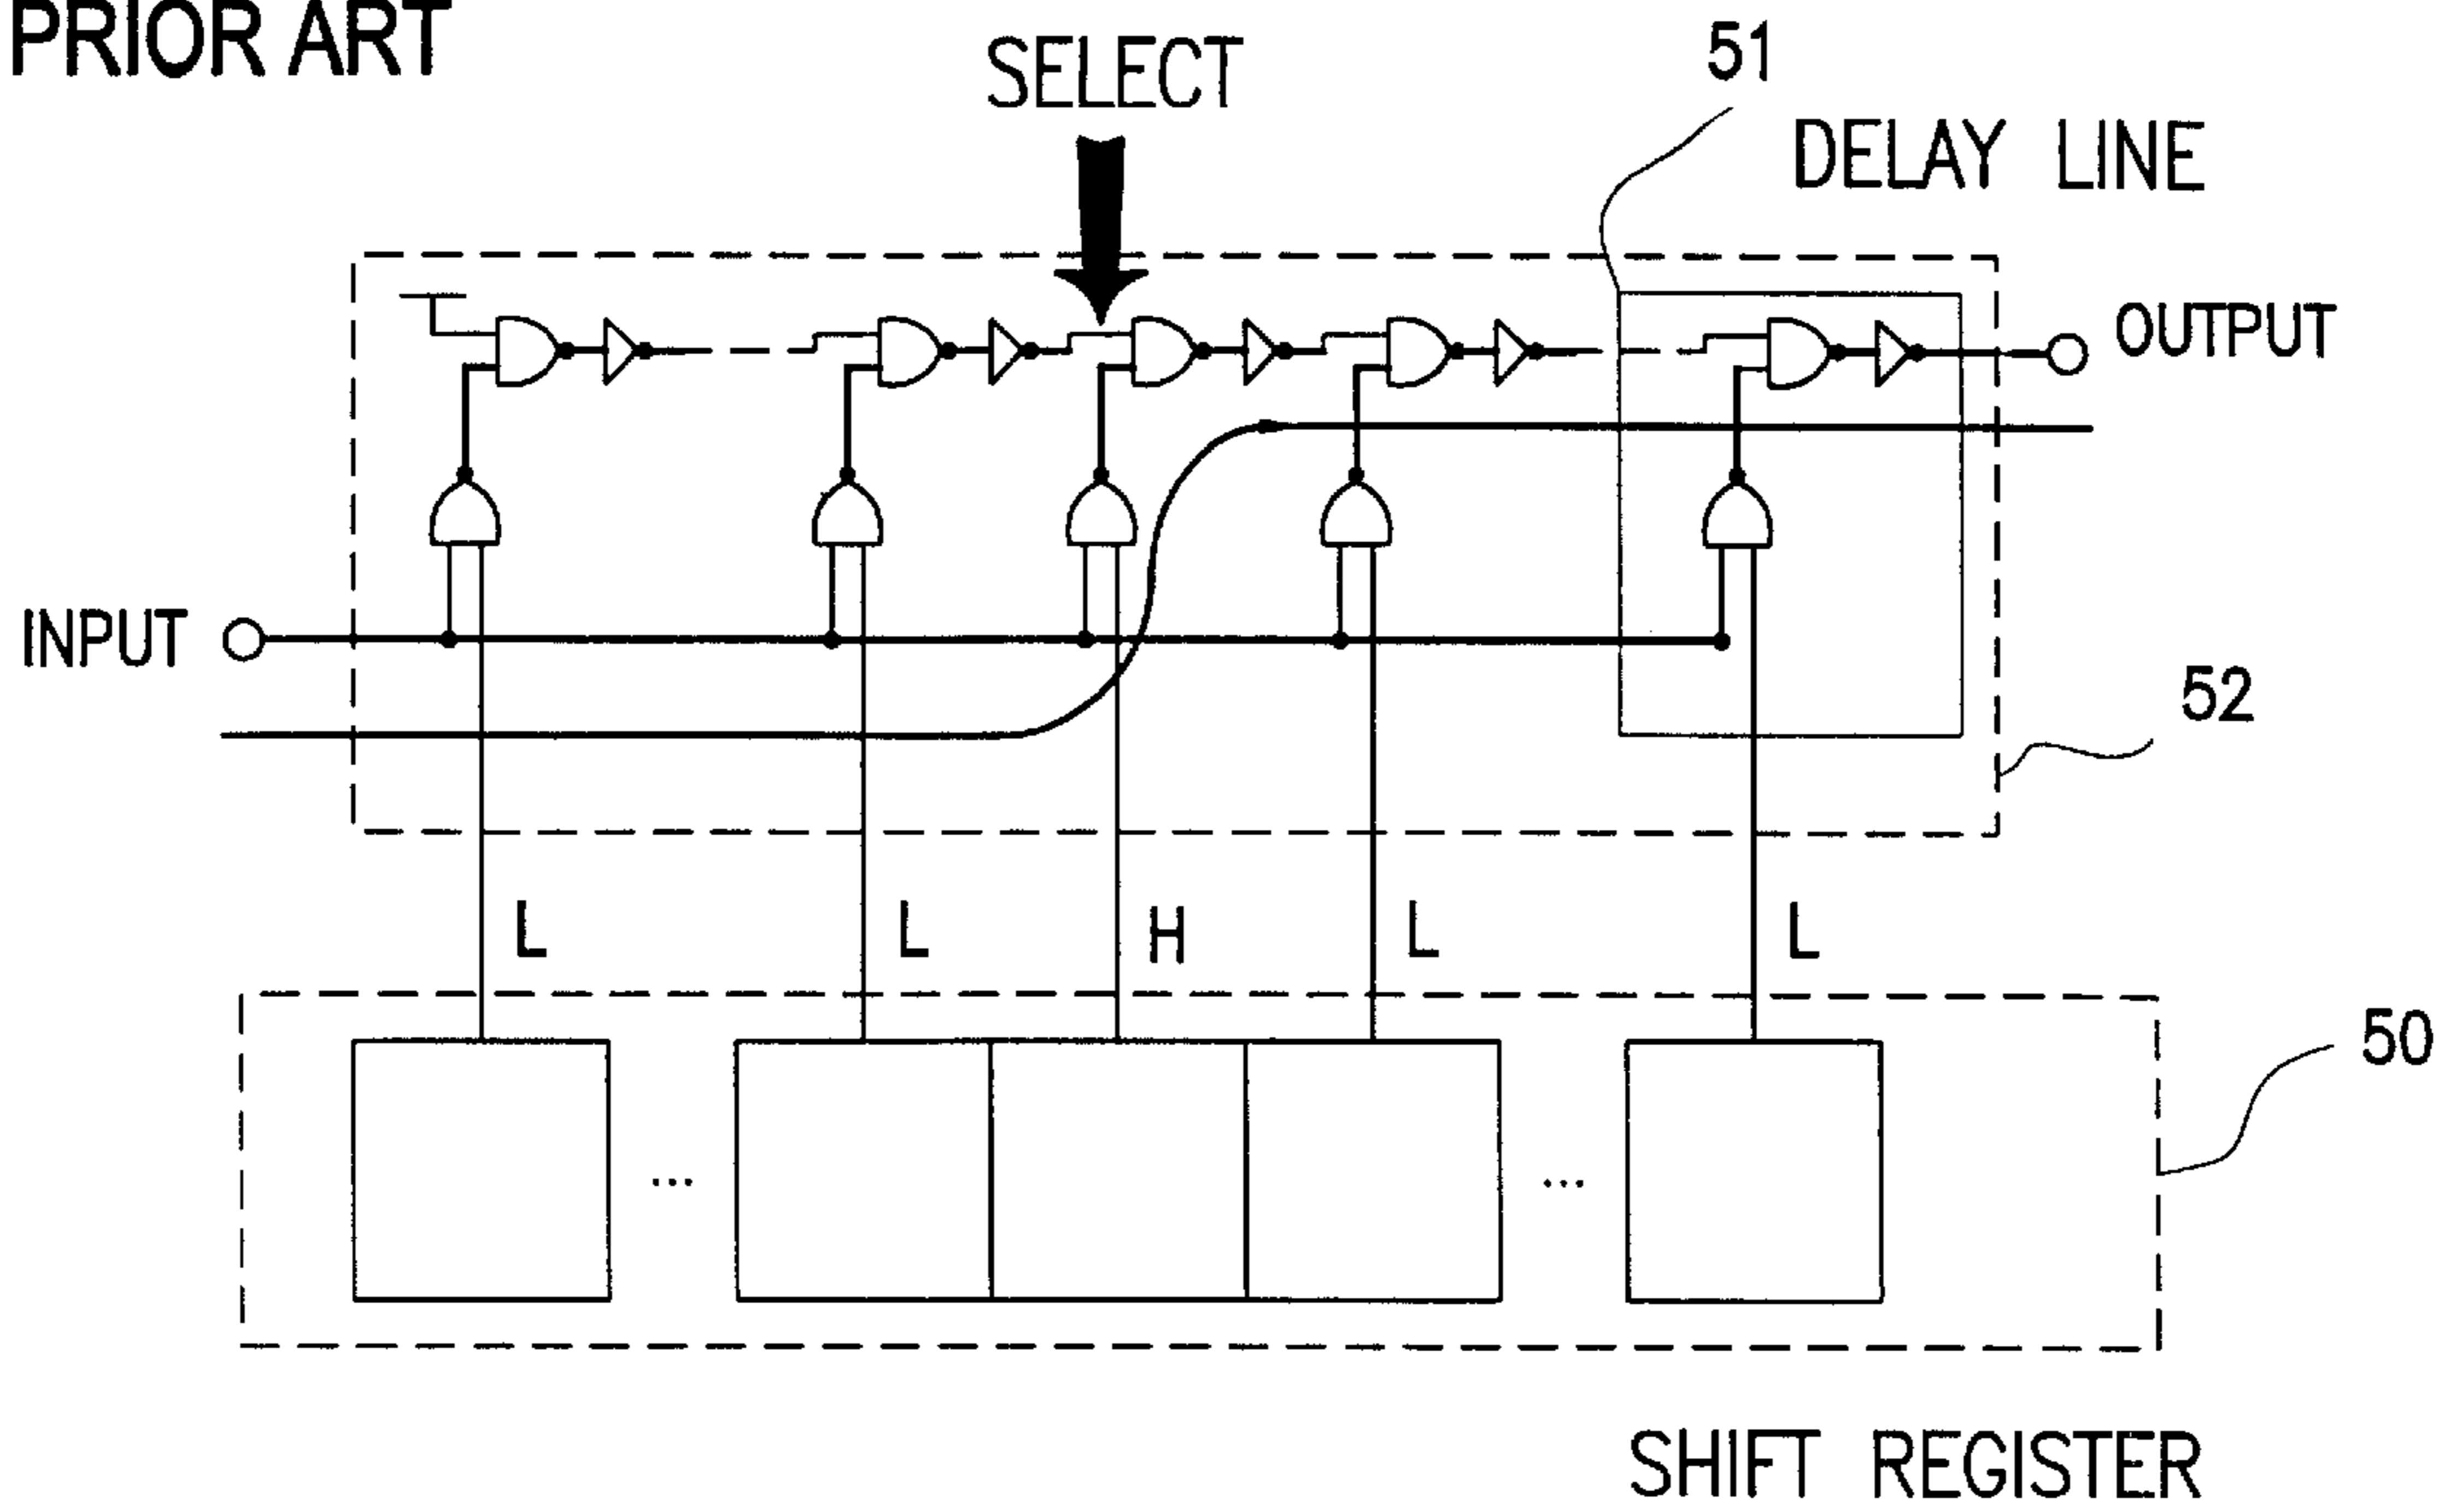 PRIOR ART
SELECT
51
DELAY LINE
OUTPUT
INPUT
52
L
L
H
L
L
50
...
...
SHIFT REGISTER